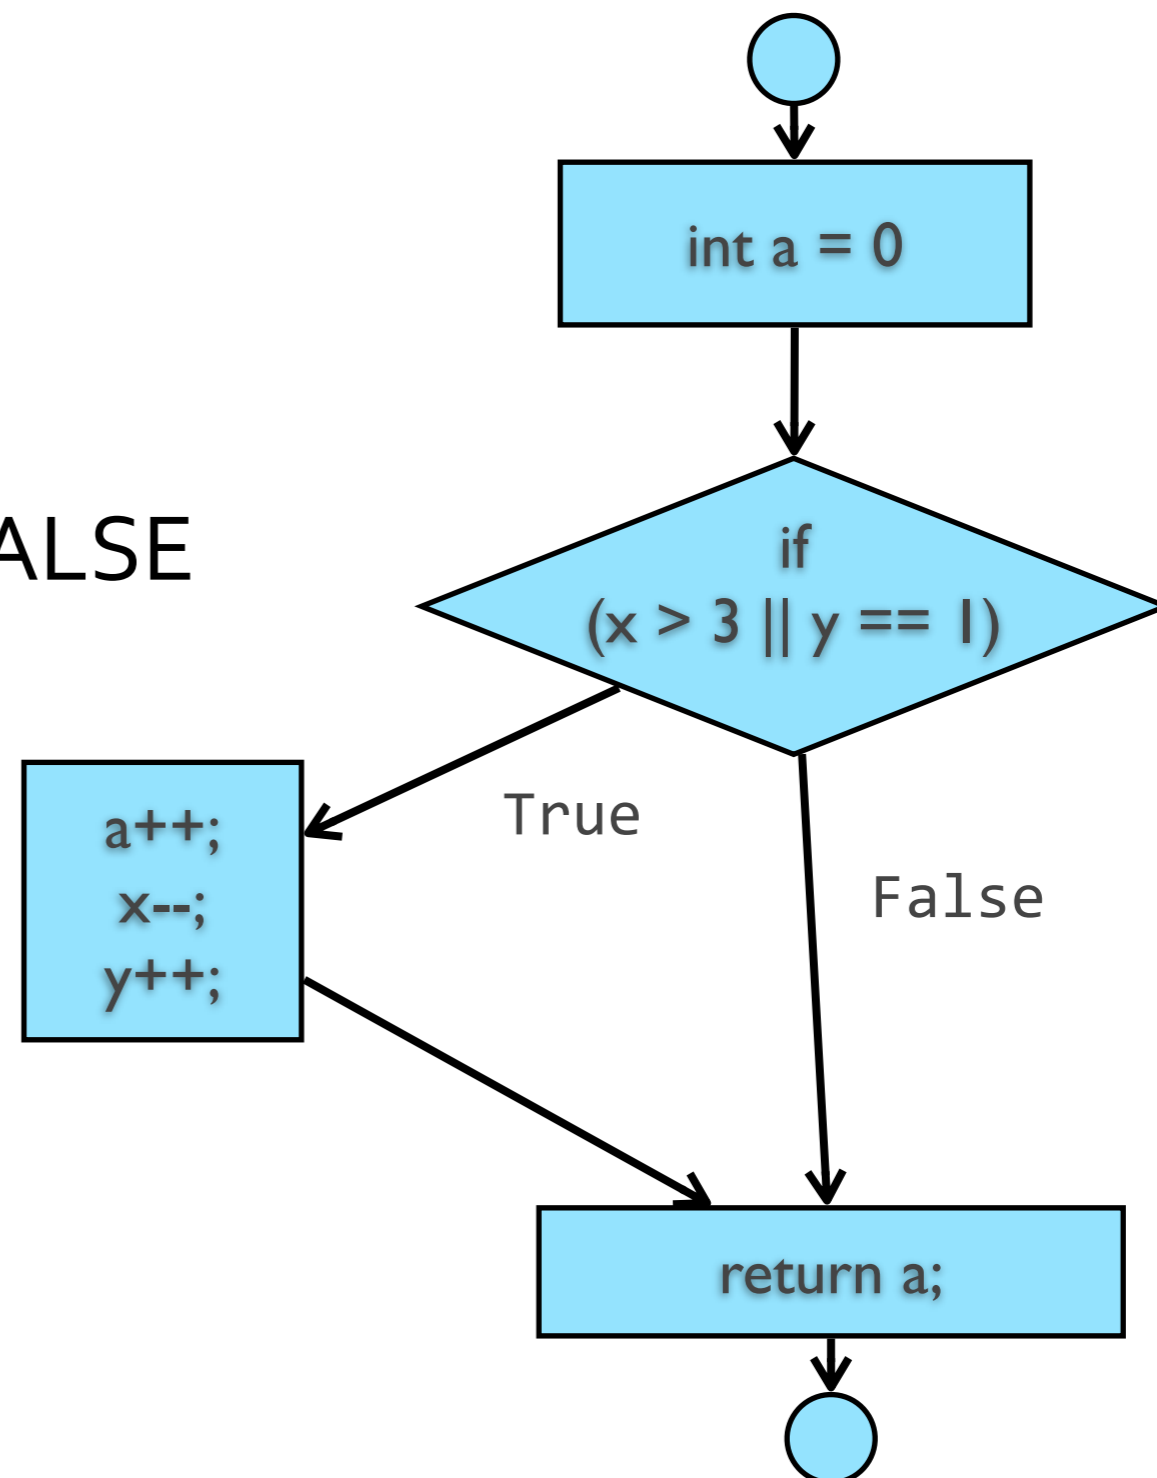 int a = 0
ALSE
if
(x > 3 || y == 1)
True
a++;
x--;
y++;
False
return a;